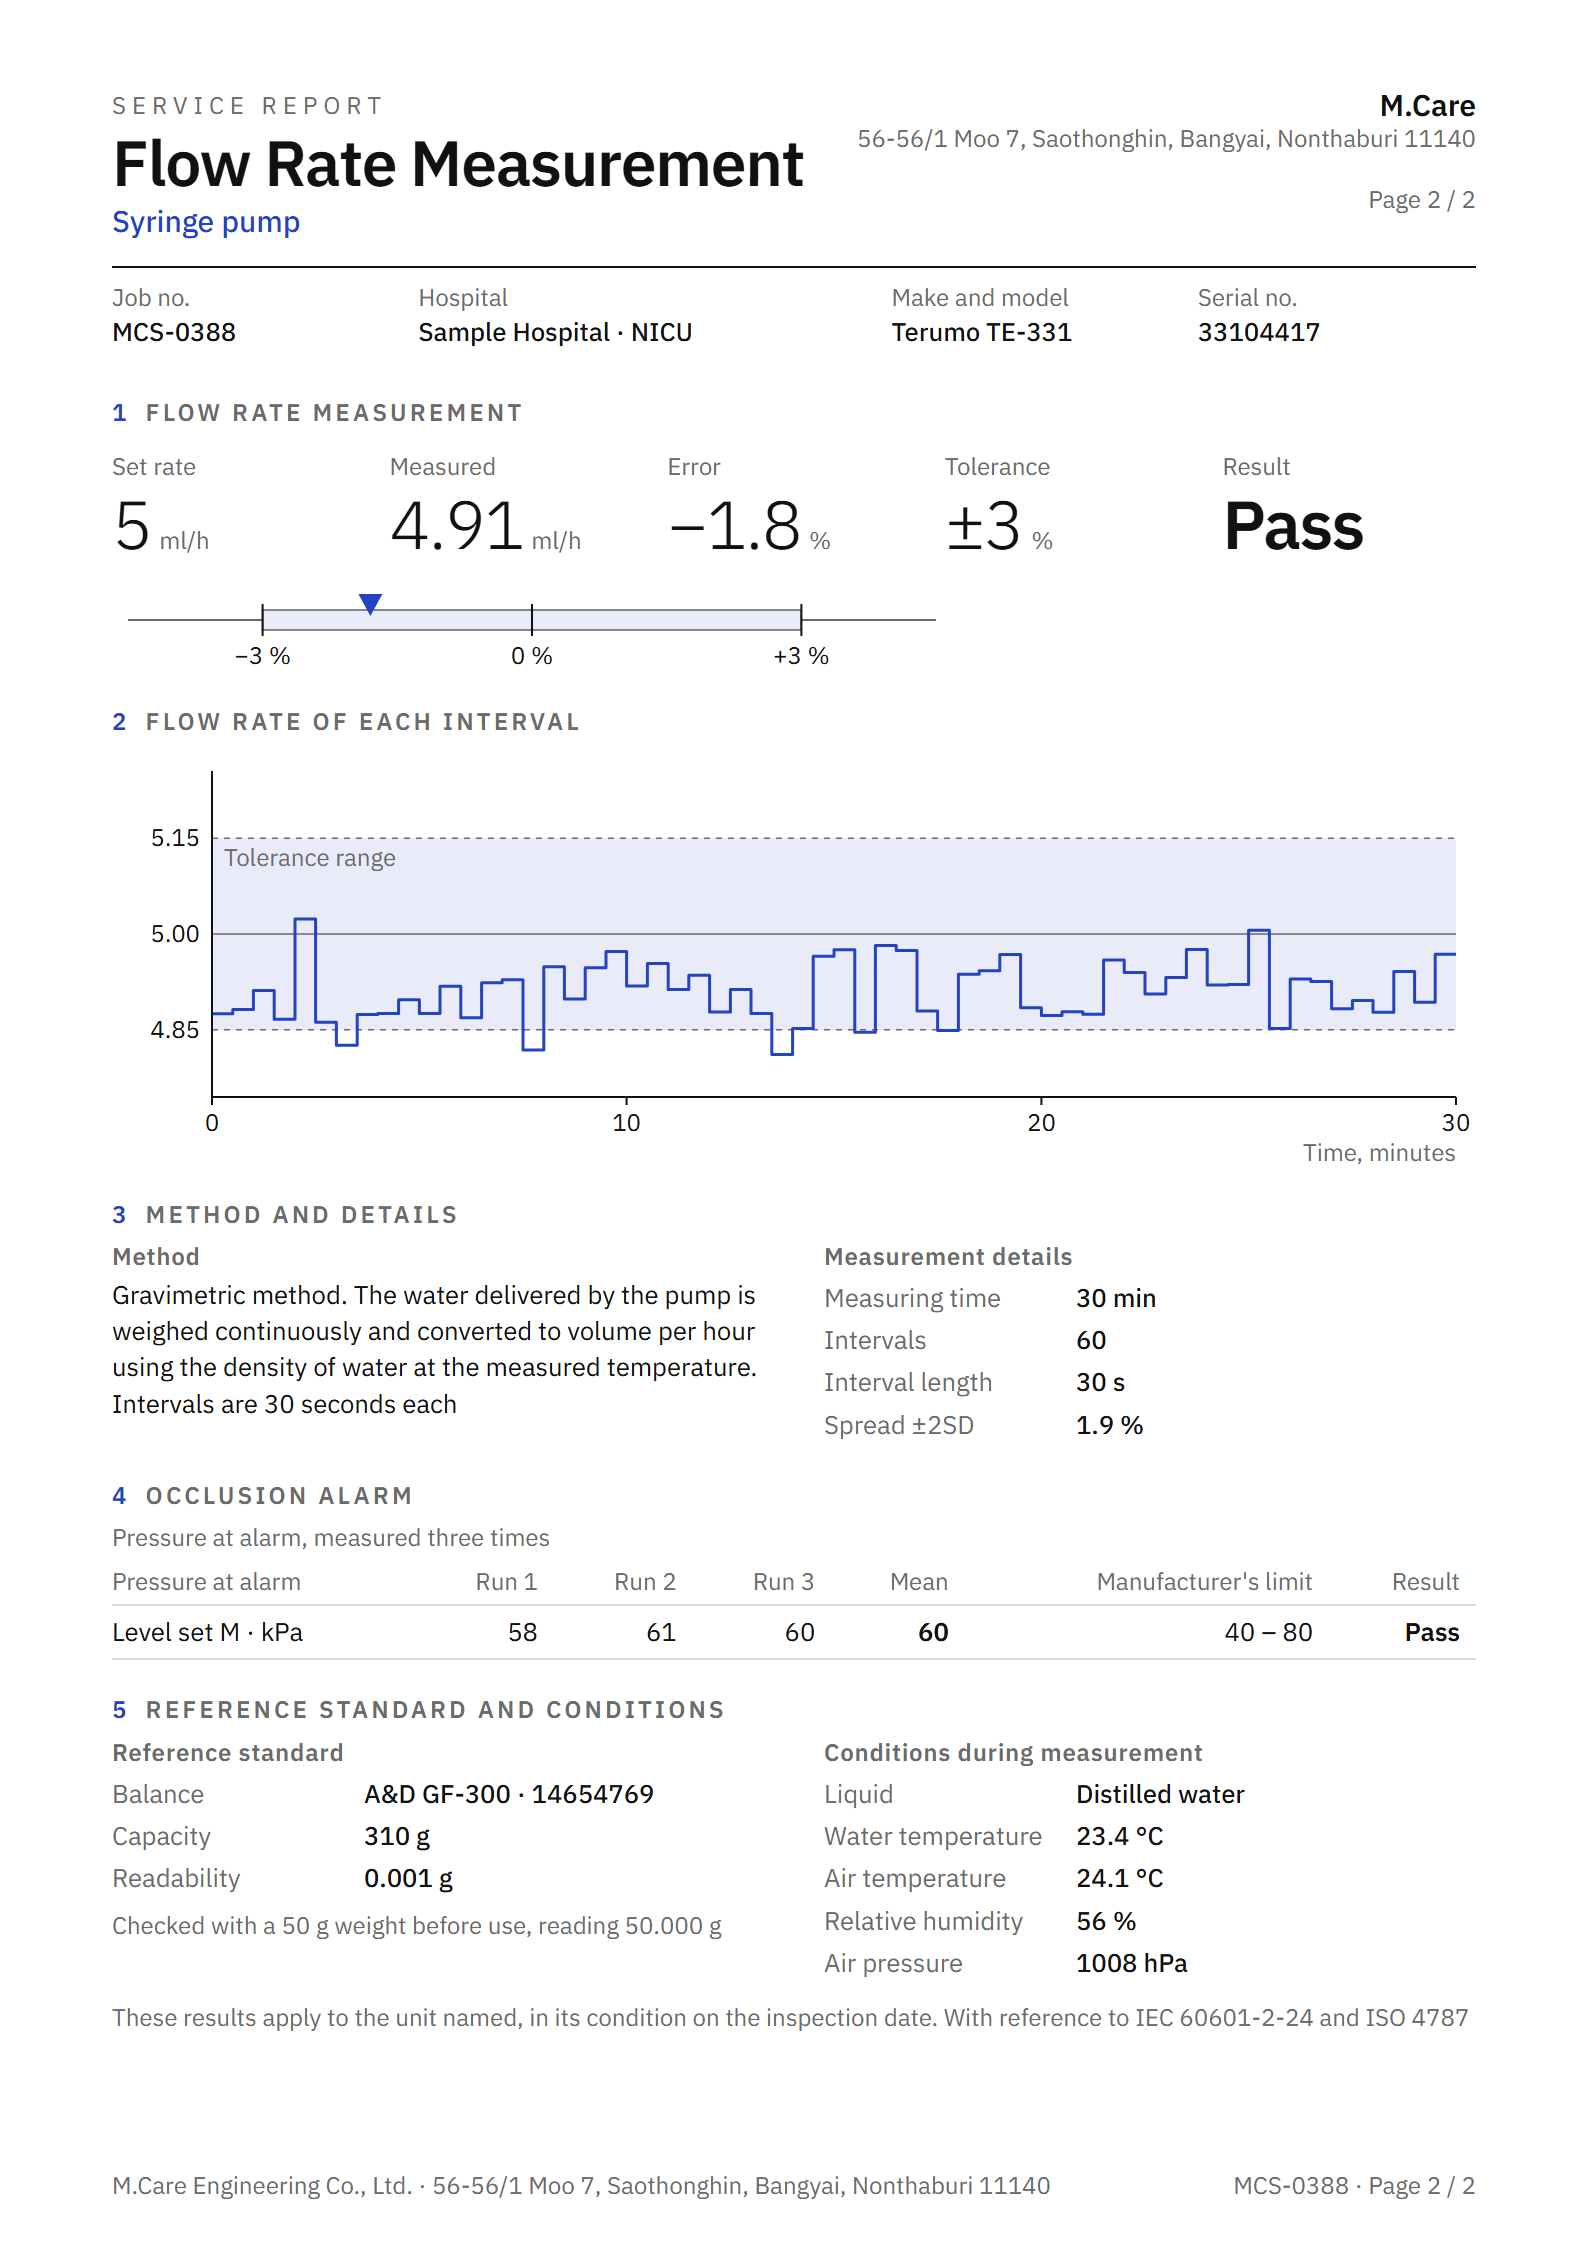 SERVICE REPORT
Flow Rate Measurement
Syringe pump
M.Care
56-56/1 Moo 7, Saothonghin, Bangyai, Nonthaburi 11140
Page 2 / 2
Job no. Hospital Make and model Serial no.
MCS-0388 Sample Hospital · NICU Terumo TE-331 33104417
1 FLOW RATE MEASUREMENT
Set rate Measured Error Tolerance Result
5 ml/h 4.91 ml/h −1.8 % ±3 % Pass
−3 % 0 % +3 %
2 FLOW RATE OF EACH INTERVAL
5.15
Tolerance range
5.00
4.85
0 10 20 30
Time, minutes
3 METHOD AND DETAILS
Method
Gravimetric method. The water delivered by the pump is
weighed continuously and converted to volume per hour
using the density of water at the measured temperature.
Intervals are 30 seconds each
Measurement details
Measuring time 30 min
Intervals 60
Interval length 30 s
Spread ±2SD 1.9 %
4 OCCLUSION ALARM
Pressure at alarm, measured three times
Pressure at alarm Run 1 Run 2 Run 3 Mean Manufacturer's limit Result
Level set M · kPa 58 61 60 60 40 – 80 Pass
5 REFERENCE STANDARD AND CONDITIONS
Reference standard
Balance A&D GF-300 · 14654769
Capacity 310 g
Readability 0.001 g
Checked with a 50 g weight before use, reading 50.000 g
Conditions during measurement
Liquid Distilled water
Water temperature 23.4 °C
Air temperature 24.1 °C
Relative humidity 56 %
Air pressure 1008 hPa
These results apply to the unit named, in its condition on the inspection date. With reference to IEC 60601-2-24 and ISO 4787
M.Care Engineering Co., Ltd. · 56-56/1 Moo 7, Saothonghin, Bangyai, Nonthaburi 11140 MCS-0388 · Page 2 / 2